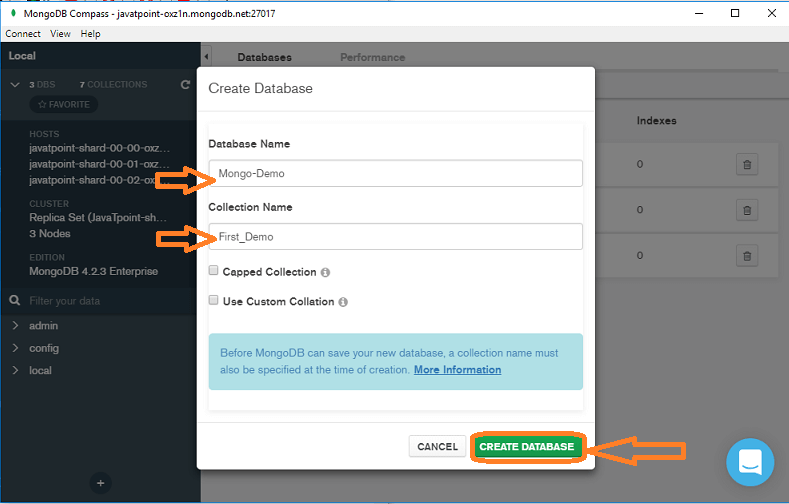 MongoDB Compass - javatpoint-oxz1n.mongodb.net:27017
Connect View Help
Local
Databases Performance
3 DBS 7 COLLECTIONS
FAVORITE
HOSTS
javatpoint-shard-00-00-oxz...
javatpoint-shard-00-01-oxz...
javatpoint-shard-00-02-oxz...
CLUSTER
Replica Set (JavaTpoint-sh...
3 Nodes
EDITION
MongoDB 4.2.3 Enterprise
Filter your data
admin
config
local
Create Database
Database Name
Mongo-Demo
Collection Name
First_Demo
Capped Collection
Use Custom Collation
Before MongoDB can save your new database, a collection name must
also be specified at the time of creation. More Information
CANCEL CREATE DATABASE
Indexes
0
0
0